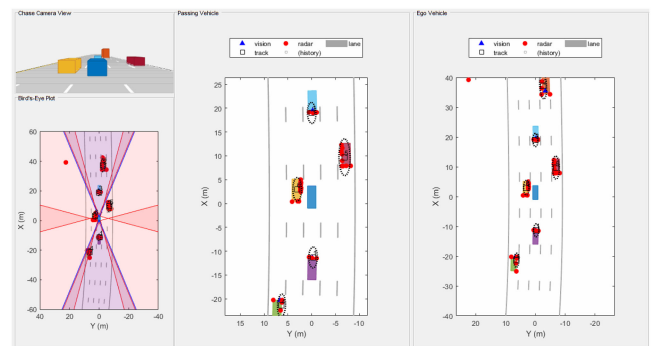 Chase Camera View
Passing Vehicle
Ego Vehicle
vision
radar
lane
track
(history)
vision
radar
lane
track
(history)
Bird's-Eye Plot
60
40
20
0
-20
-40
-60
X (m)
40
20
0
-20
-40
Y (m)
25
20
15
10
5
0
-5
-10
-15
-20
X (m)
15
10
5
0
-5
-10
Y (m)
40
30
20
10
0
-10
-20
-30
-40
X (m)
20
10
0
-10
-20
Y (m)